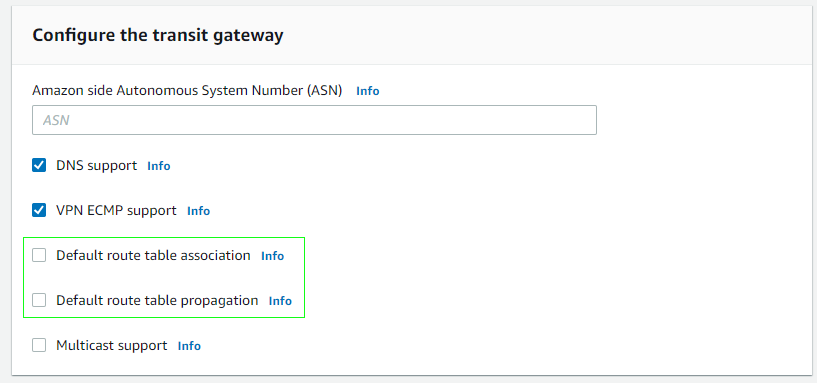 Configure the transit gateway
Amazon side Autonomous System Number (ASN) Info
ASN
DNS support Info
VPN ECMP support Info
Default route table association Info
Default route table propagation Info
Multicast support Info